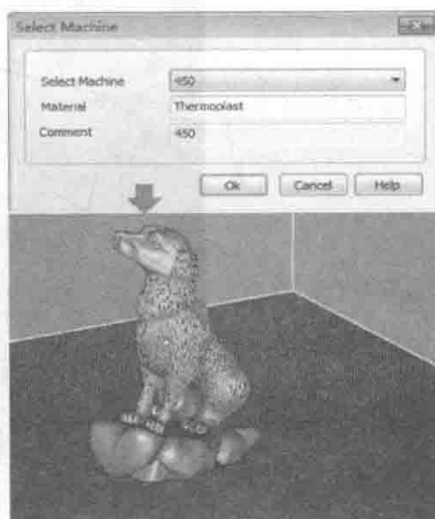 Select Machine
Select Machine 450
Material Thermoplast
Comment 450
Ok Cancel Help